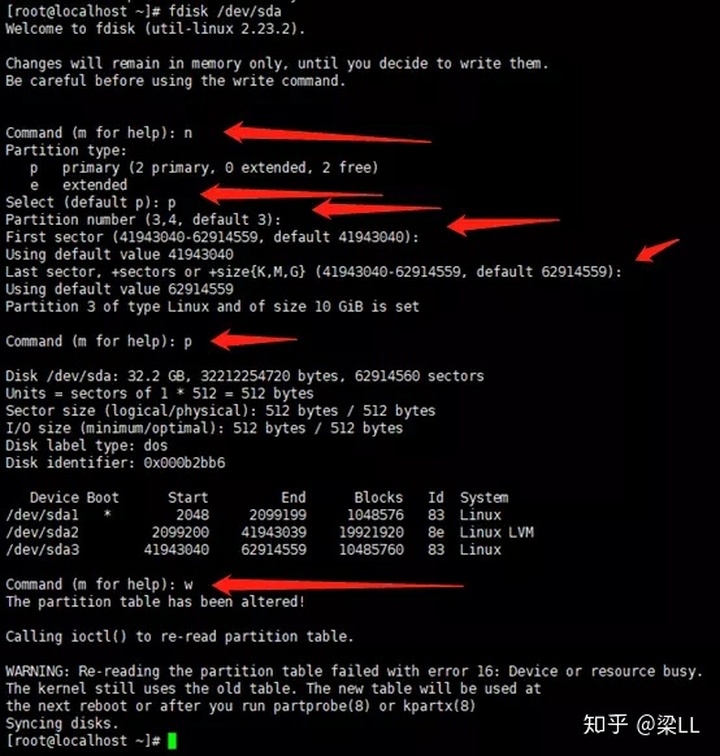 [root@localhost ~]# fdisk /dev/sda
Welcome to fdisk (util-linux 2.23.2).
Changes will remain in memory only, until you decide to write them.
Be careful before using the write command.
Command (m for help): n
Partition type:
   p   primary (2 primary, 0 extended, 2 free)
   e   extended
Select (default p): p
Partition number (3,4, default 3):
First sector (41943040-62914559, default 41943040):
Using default value 41943040
Last sector, +sectors or +size{K,M,G} (41943040-62914559, default 62914559):
Using default value 62914559
Partition 3 of type Linux and of size 10 GiB is set
Command (m for help): p
Disk /dev/sda: 32.2 GB, 32212254720 bytes, 62914560 sectors
Units = sectors of 1 * 512 = 512 bytes
Sector size (logical/physical): 512 bytes / 512 bytes
I/O size (minimum/optimal): 512 bytes / 512 bytes
Disk label type: dos
Disk identifier: 0x000b2bb6
   Device Boot      Start         End      Blocks   Id  System
/dev/sda1   *        2048     2099199     1048576   83  Linux
/dev/sda2         2099200    41943039    19921920   8e  Linux LVM
/dev/sda3        41943040    62914559    10485760   83  Linux
Command (m for help): w
The partition table has been altered!
Calling ioctl() to re-read partition table.
WARNING: Re-reading the partition table failed with error 16: Device or resource busy.
The kernel still uses the old table. The new table will be used at
the next reboot or after you run partprobe(8) or kpartx(8)
Syncing disks.
[root@localhost ~]#
知乎 @梁LL